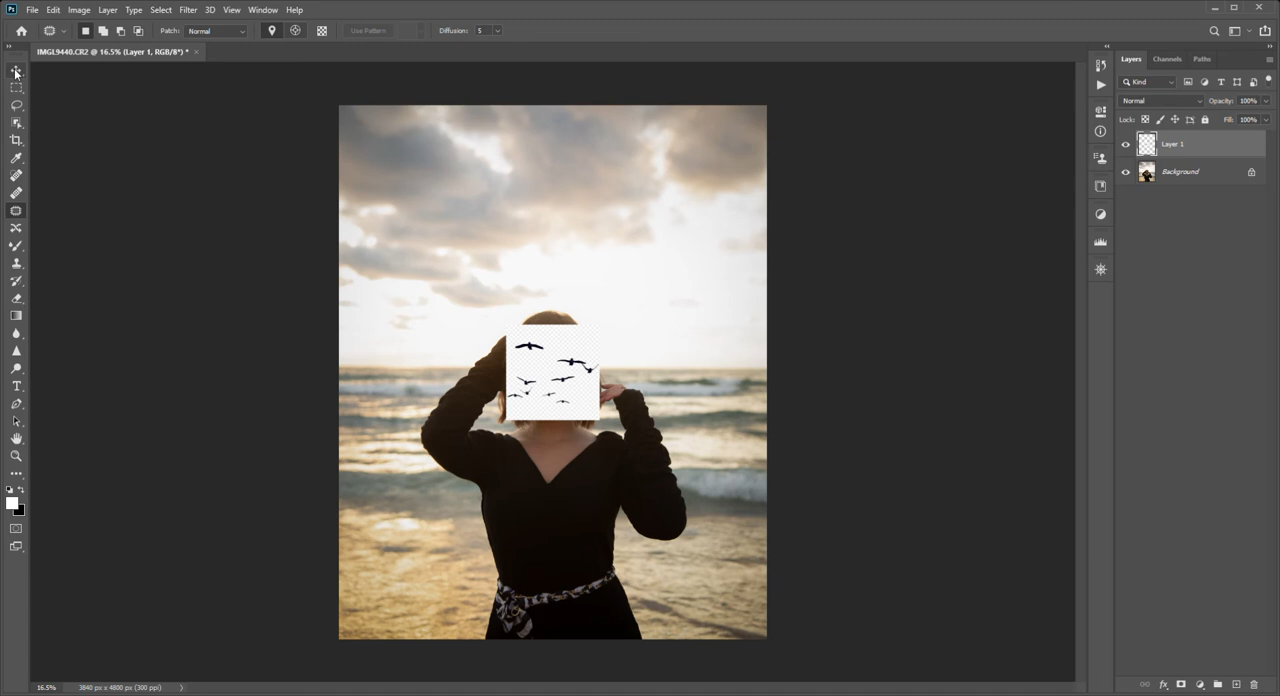 Ps File Edit Image Layer Type Select Filter 3D View Window Help
Patch: Normal Use Pattern Diffusion: 5
IMGL9440.CR2 @ 16.5% (Layer 1, RGB/8*) * ×
Layers Channels Paths
Kind
Normal Opacity: 100%
Lock: Fill: 100%
Layer 1
Background
16.5% 3840 px x 4800 px (300 ppi)